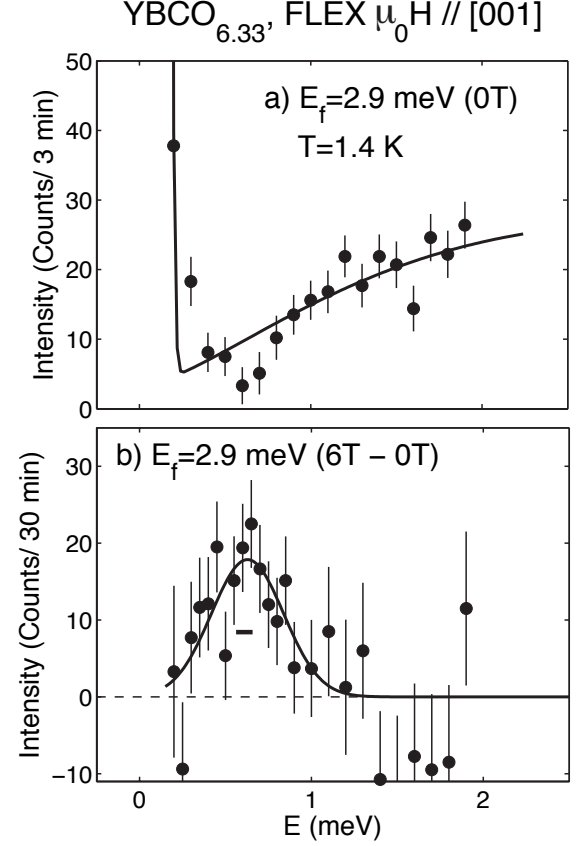 YBCO6.33, FLEX μ0H // [001]
a) Ef=2.9 meV (0T)
T=1.4 K
Intensity (Counts/ 3 min)
50
40
30
20
10
0
b) Ef=2.9 meV (6T − 0T)
Intensity (Counts/ 30 min)
30
20
10
0
−10
0 1 2
E (meV)